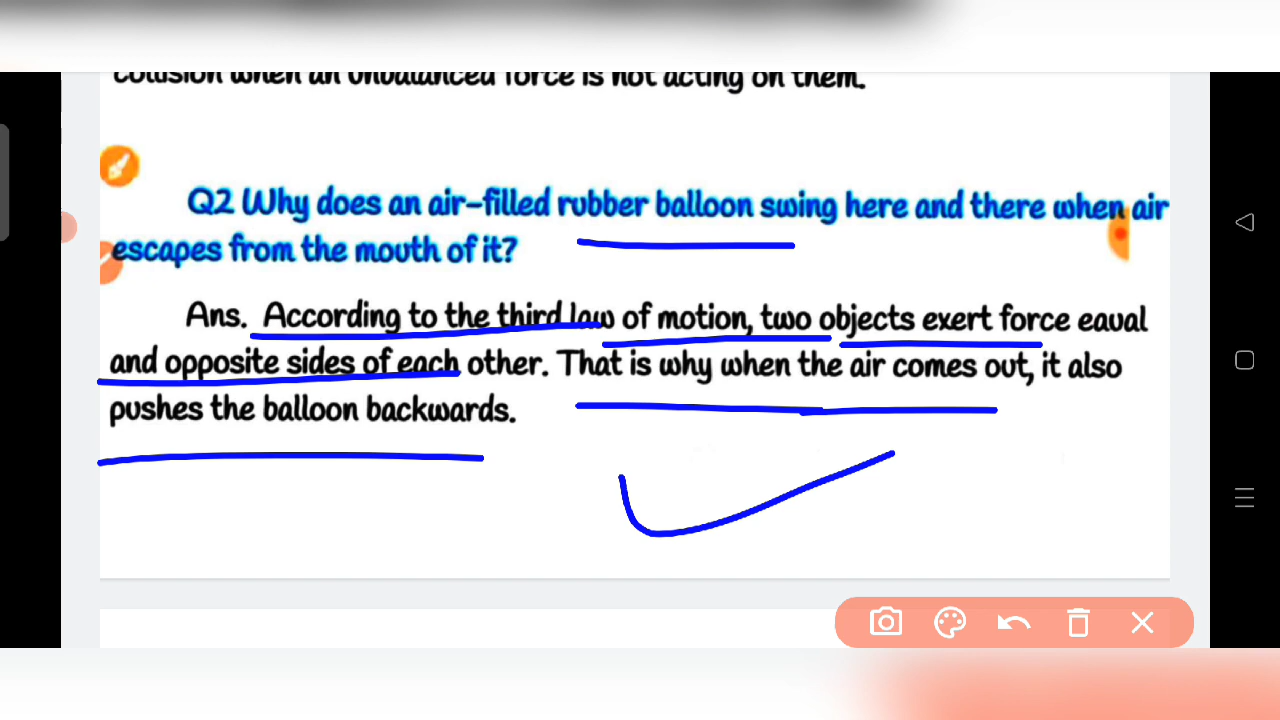 collision when an unbalanced force is not acting on them.
Q2 Why does an air-filled rubber balloon swing here and there when air
escapes from the mouth of it?
Ans. According to the third law of motion, two objects exert force eaual
and opposite sides of each other. That is why when the air comes out, it also
pushes the balloon backwards.